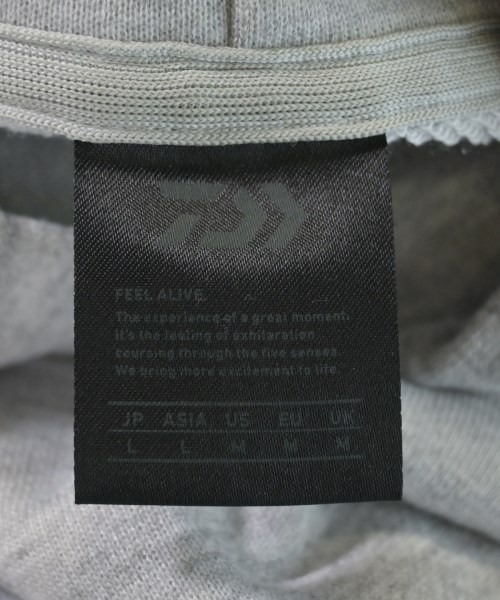 FEEL ALIVE.
The experience of a great moment.
It's the feeling of exhilaration
coursing through the five senses.
We bring more excitement to life.
JP ASIA US EU UK
L L M M M